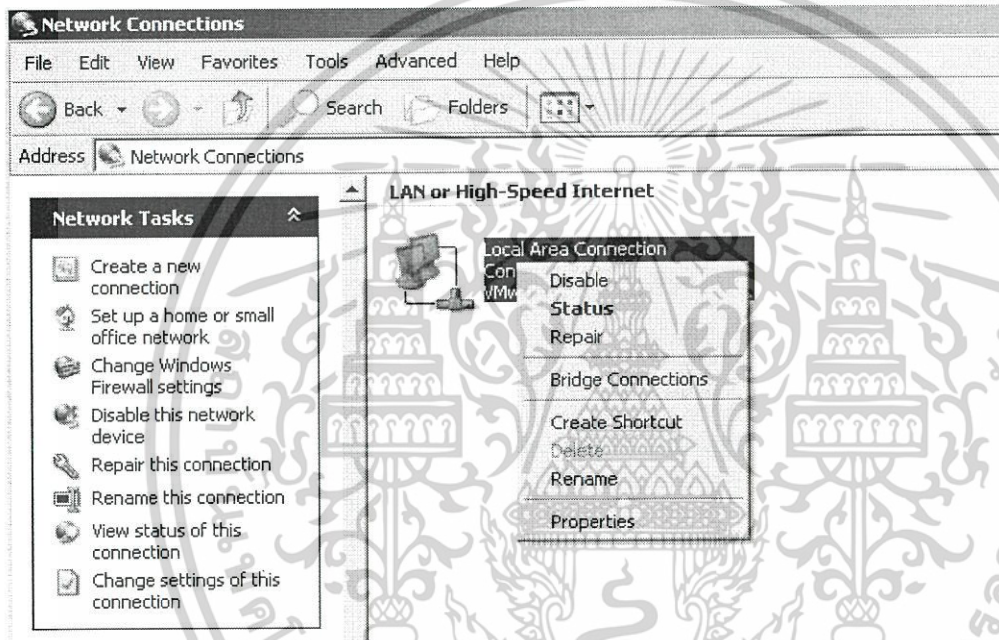 Network Connections
File Edit View Favorites Tools Advanced Help
Back Search Folders
Address Network Connections
Network Tasks
Create a new
connection
Set up a home or small
office network
Change Windows
Firewall settings
Disable this network
device
Repair this connection
Rename this connection
View status of this
connection
Change settings of this
connection
LAN or High-Speed Internet
Local Area Connection
Disable
Status
Repair
Bridge Connections
Create Shortcut
Delete
Rename
Properties